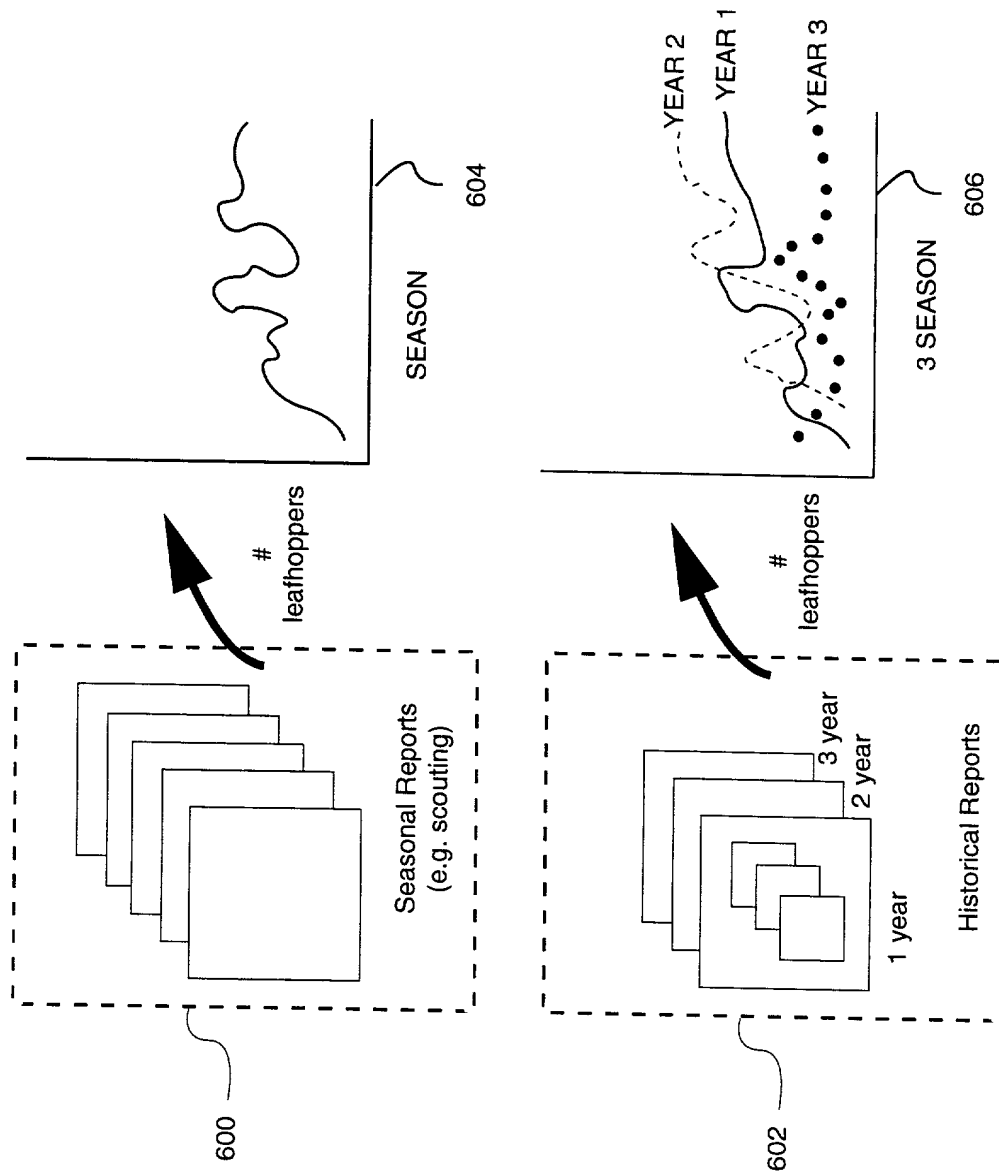 600
Seasonal Reports
(e.g. scouting)
#
leafhoppers
SEASON
604
602
1 year
2 year
3 year
Historical Reports
#
leafhoppers
YEAR 2
YEAR 1
YEAR 3
3 SEASON
606